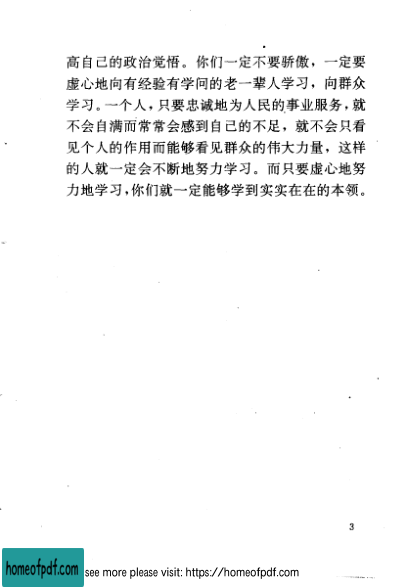 高自己的政治觉悟。你们一定不要骄傲，一定要
虚心地向有经验有学问的老一辈人学习，向群众
学习。一个人，只要忠诚地为人民的事业服务，就
不会自满而常常会感到自己的不足，就不会只看
见个人的作用而能够看见群众的伟大力量，这样
的人就一定会不断地努力学习。而只要虚心地努
力地学习，你们就一定能够学到实实在在的本领。
3
homeofpdf.com
see more please visit: https://homeofpdf.com